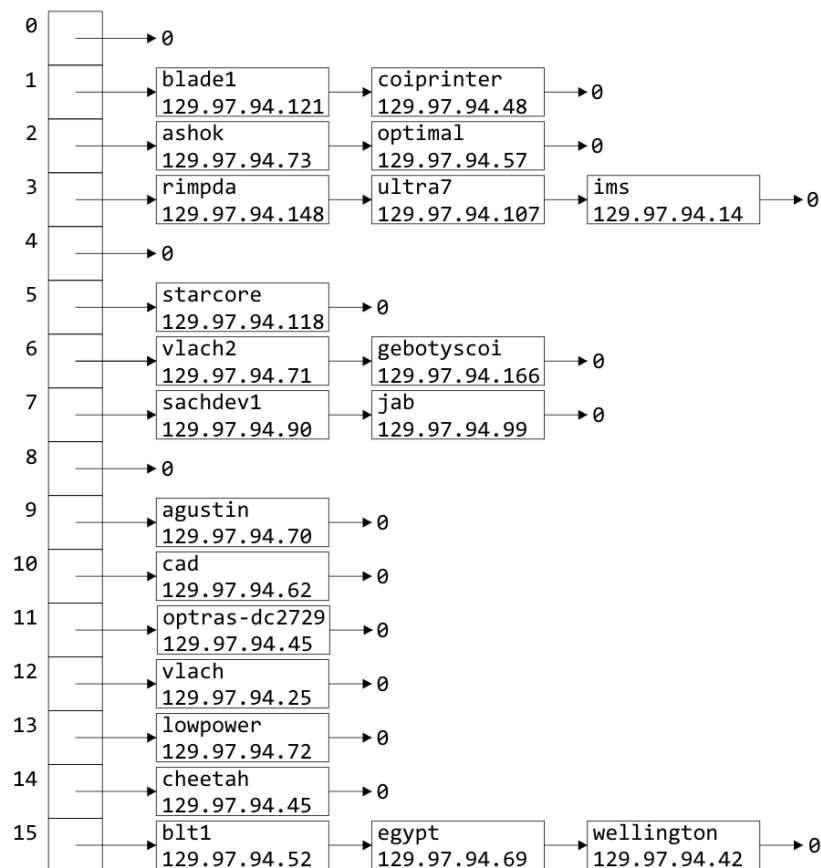 0
0
1
blade1
129.97.94.121
coiprinter
129.97.94.48
0
2
ashok
129.97.94.73
optimal
129.97.94.57
0
3
rimpda
129.97.94.148
ultra7
129.97.94.107
ims
129.97.94.14
0
4
0
5
starcore
129.97.94.118
0
6
vlach2
129.97.94.71
gebotyscoi
129.97.94.166
0
7
sachdev1
129.97.94.90
jab
129.97.94.99
0
8
0
9
agustin
129.97.94.70
0
10
cad
129.97.94.62
0
11
optras-dc2729
129.97.94.45
0
12
vlach
129.97.94.25
0
13
lowpower
129.97.94.72
0
14
cheetah
129.97.94.45
0
15
blt1
129.97.94.52
egypt
129.97.94.69
wellington
129.97.94.42
0